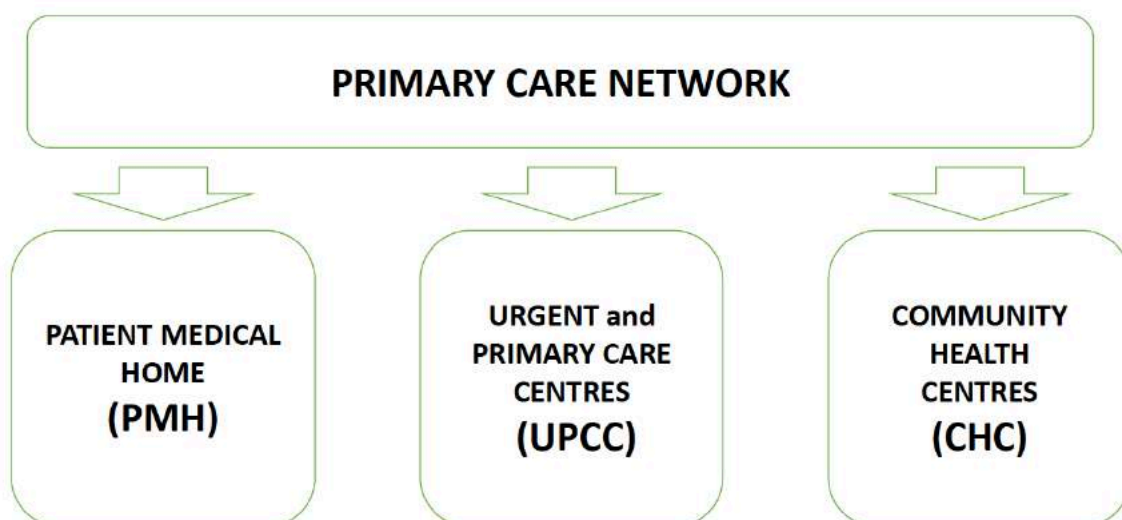 PRIMARY CARE NETWORK
PATIENT MEDICAL
HOME
(PMH)
URGENT and
PRIMARY CARE
CENTRES
(UPCC)
COMMUNITY
HEALTH
CENTRES
(CHC)